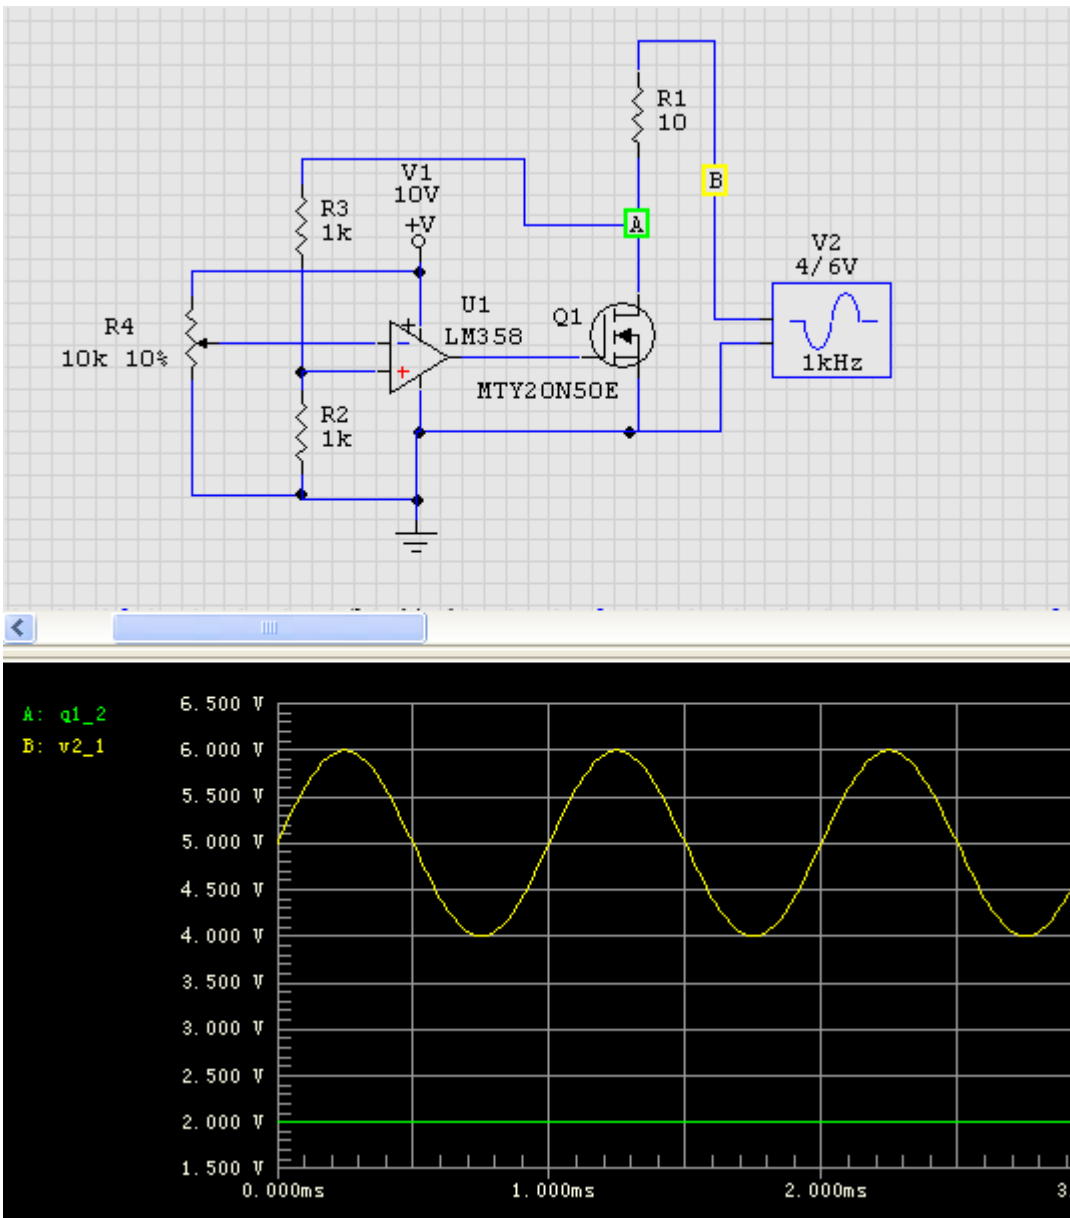 R1
10
B
V1
10V
+V
R3
1k
A
V2
4/6V
1kHz
R4
10k 10%
U1
LM358
+
-
+
Q1
MTY20N50E
R2
1k
A: q1_2
B: v2_1
6.500 V
6.000 V
5.500 V
5.000 V
4.500 V
4.000 V
3.500 V
3.000 V
2.500 V
2.000 V
1.500 V
0.000ms 1.000ms 2.000ms 3.